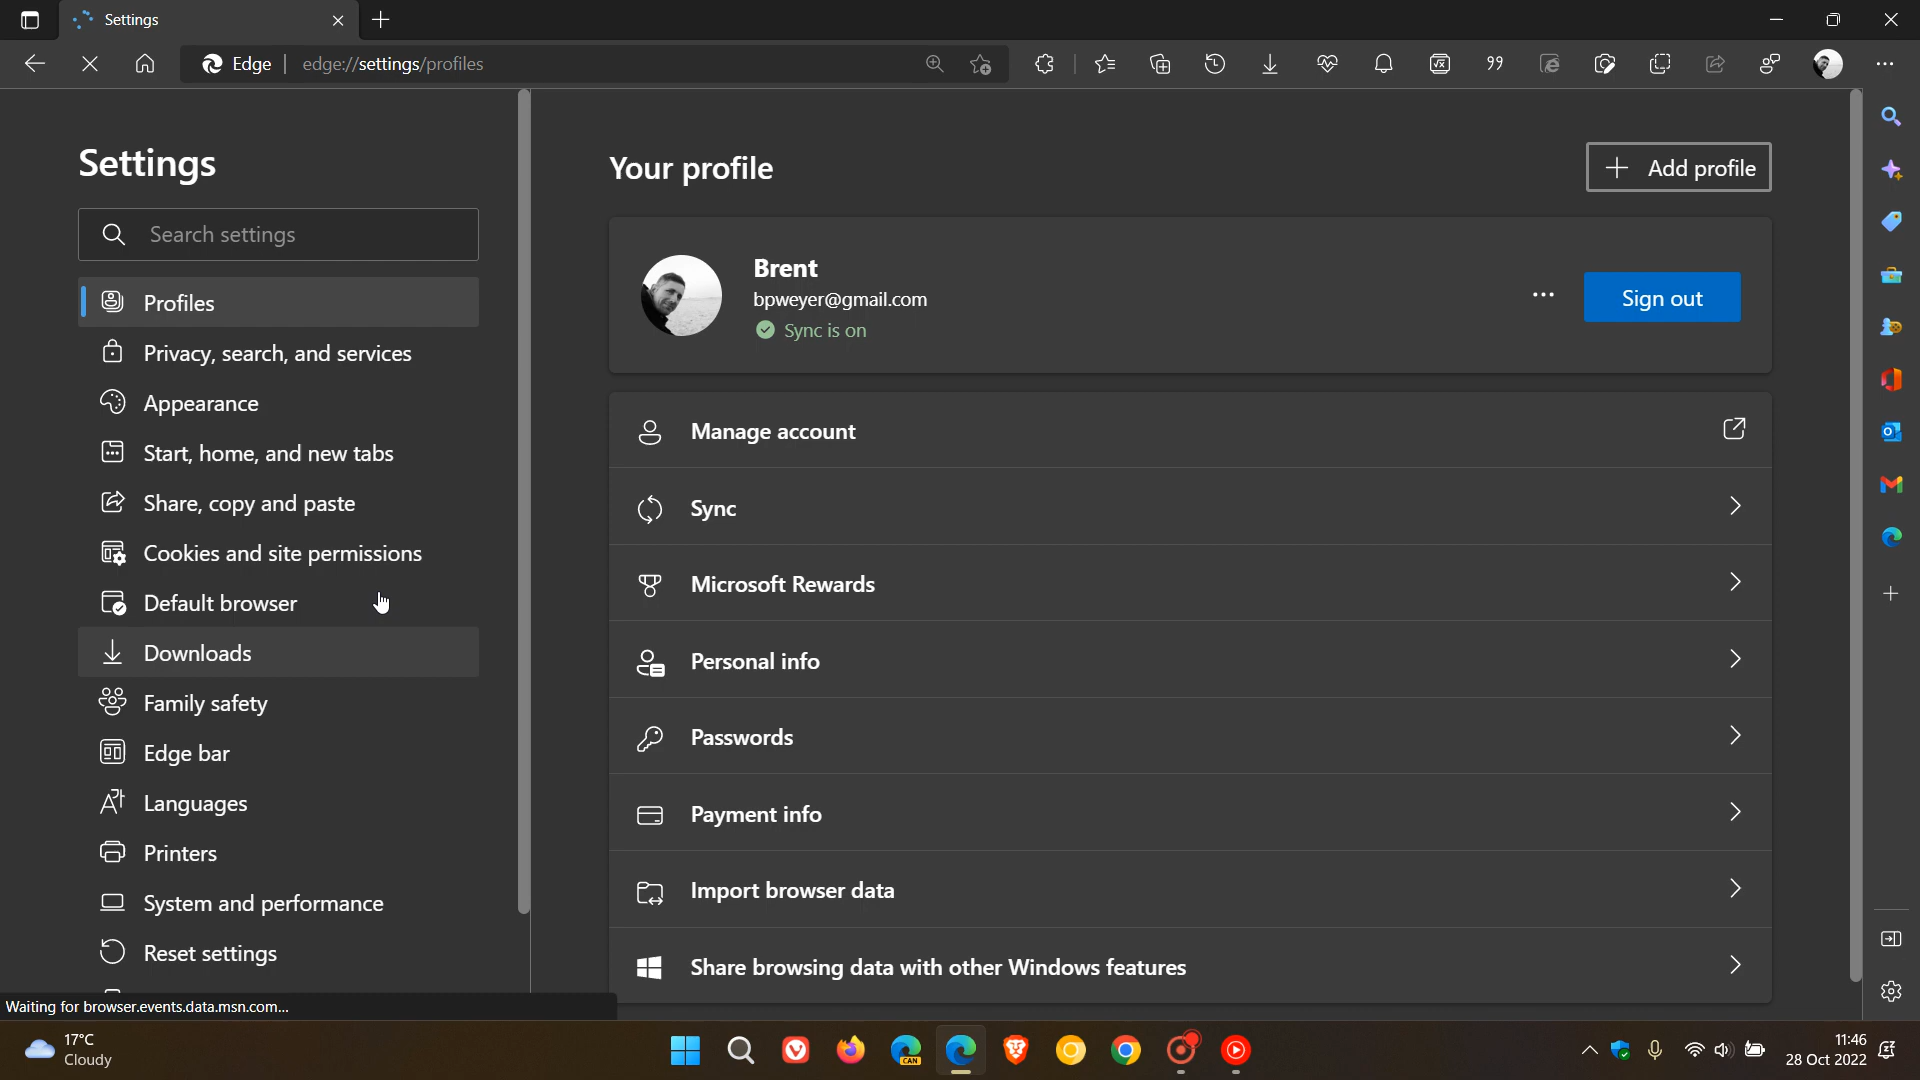 Settings
Edge
edge://settings/profiles
Settings
Search settings
Profiles
Privacy, search, and services
Appearance
Start, home, and new tabs
Share, copy and paste
Cookies and site permissions
Default browser
Downloads
Family safety
Edge bar
Languages
Printers
System and performance
Reset settings
Waiting for browser.events.data.msn.com...
Your profile
Add profile
Brent
bpweyer@gmail.com
Sync is on
Sign out
Manage account
Sync
Microsoft Rewards
Personal info
Passwords
Payment info
Import browser data
Share browsing data with other Windows features
17°C
Cloudy
CAN
11:46
28 Oct 2022